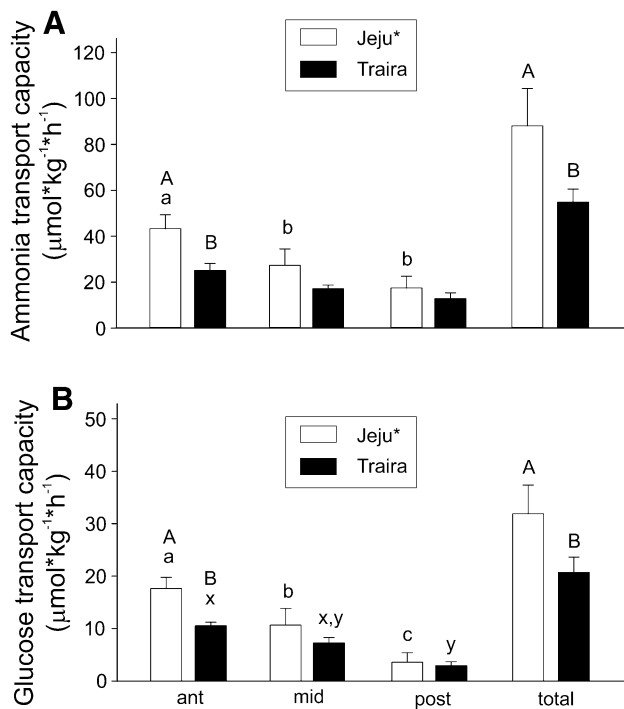 A
Jeju*
Traira
Ammonia transport capacity
(µmol*kg⁻¹*h⁻¹)
120
100
80
60
40
20
0
A
a
B
b
b
A
B
B
Jeju*
Traira
Glucose transport capacity
(µmol*kg⁻¹*h⁻¹)
50
40
30
20
10
0
A
a
B
x
b
x,y
c
y
A
B
ant
mid
post
total